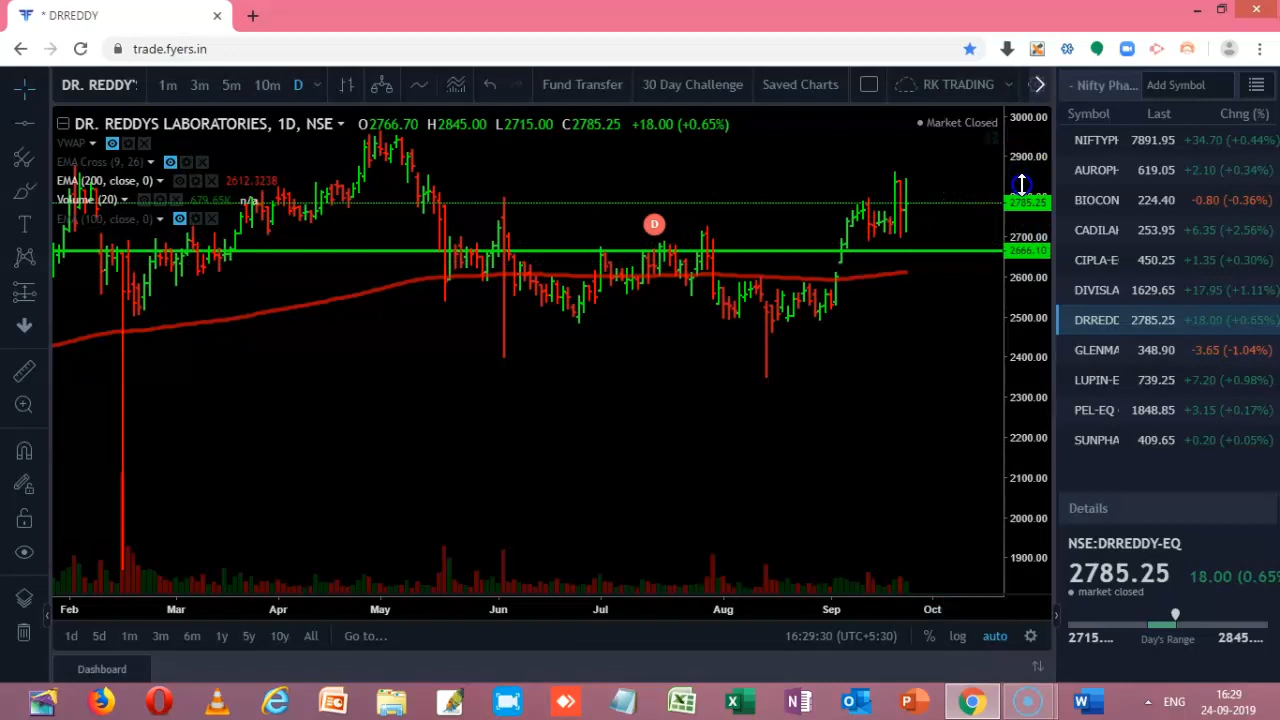 * DRREDDY
trade.fyers.in
DR. REDDY'S 1m 3m 5m 10m D Fund Transfer 30 Day Challenge Saved Charts RK TRADING
- Nifty Pha... Add Symbol
DR. REDDYS LABORATORIES, 1D, NSE O2766.70 H2845.00 L2715.00 C2785.25 +18.00 (+0.65%)
Market Closed
VWAP
EMA Cross (9, 26)
EMA (200, close, 0) 2612.3238
Volume (20) 679.65K n/a
EMA (100, close, 0)
D
3000.00
2900.00
2785.25
2700.00
2666.10
2600.00
2500.00
2400.00
2300.00
2200.00
2100.00
2000.00
1900.00
Feb Mar Apr May Jun Jul Aug Sep Oct
1d 5d 1m 3m 6m 1y 5y 10y All Go to... 16:29:30 (UTC+5:30) % log auto
Dashboard
Symbol Last Chng (%)
NIFTYPH 7891.95 +34.70 (+0.44%)
AUROPH 619.05 +2.10 (+0.34%)
BIOCON 224.40 -0.80 (-0.36%)
CADILAH 253.95 +6.35 (+2.56%)
CIPLA-E 450.25 +1.35 (+0.30%)
DIVISLA 1629.65 +17.95 (+1.11%)
DRREDD 2785.25 +18.00 (+0.65%)
GLENMA 348.90 -3.65 (-1.04%)
LUPIN-E 739.25 +7.20 (+0.98%)
PEL-EQ 1848.85 +3.15 (+0.17%)
SUNPHA 409.65 +0.20 (+0.05%)
Details
NSE:DRREDDY-EQ
2785.25 18.00 (0.65
market closed
2715.... Day's Range 2845....
ENG
16:29
24-09-2019